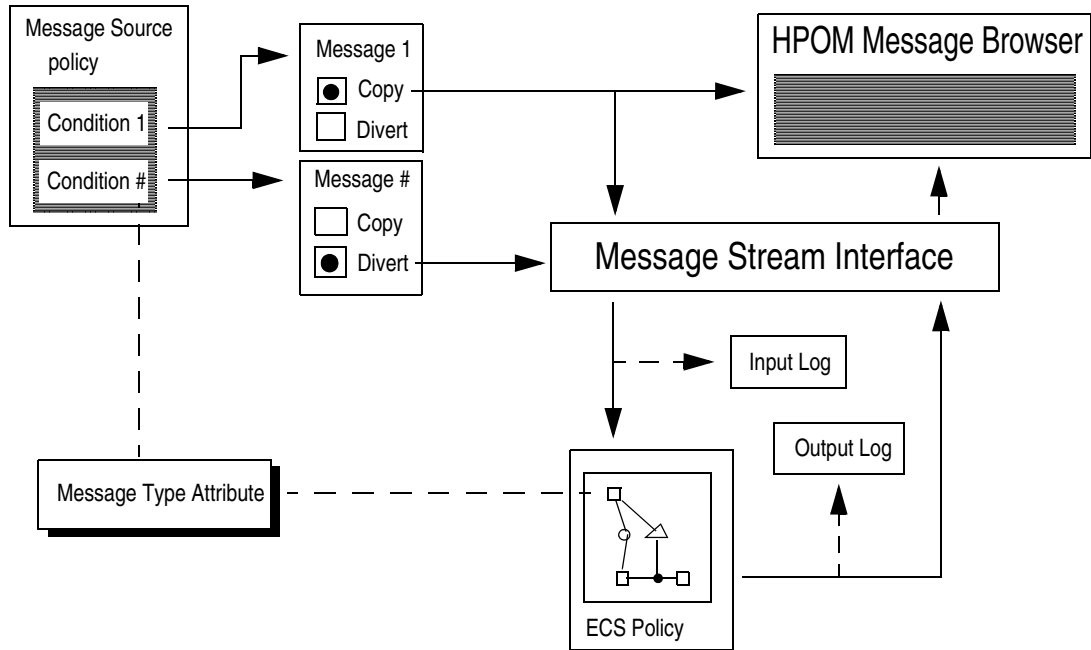 Message Source
policy
Condition 1
Condition #
Message 1
Copy
Divert
Message #
Copy
Divert
HPOM Message Browser
Message Stream Interface
Input Log
Output Log
Message Type Attribute
ECS Policy